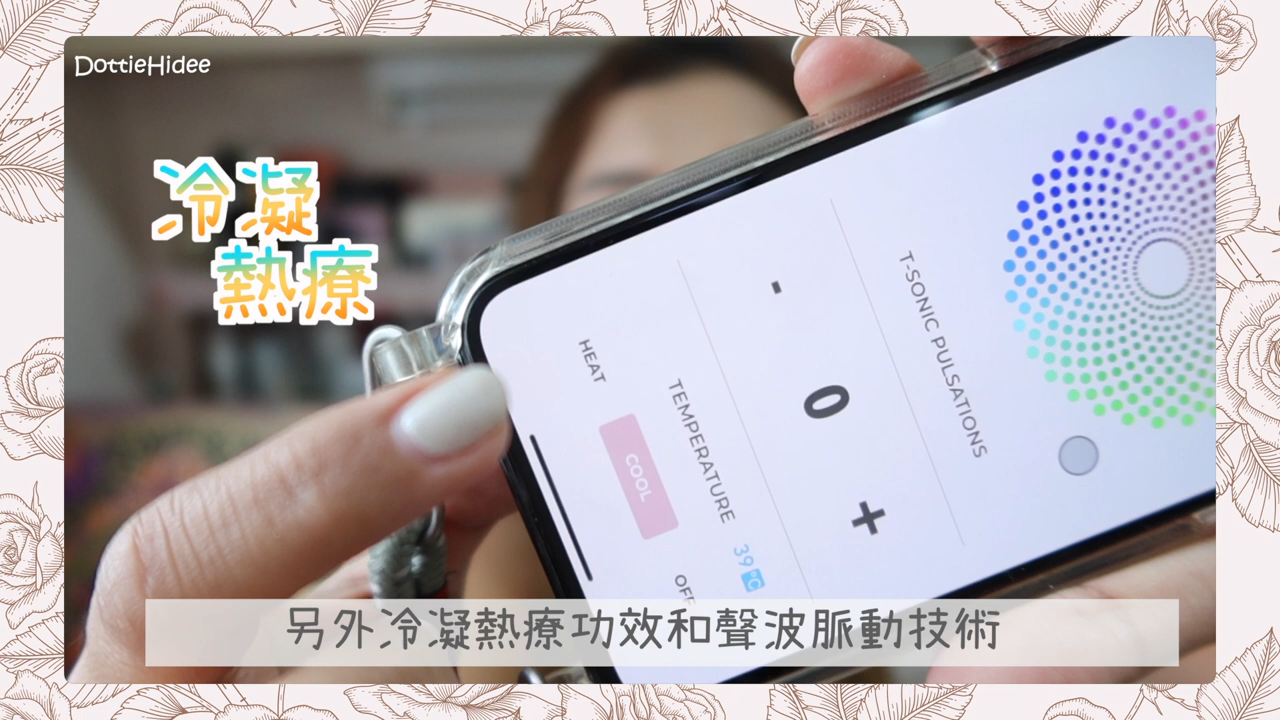 DottieHidee
冷凝
熱療
T-SONIC PULSATIONS
- 0 +
TEMPERATURE 39 °C
HEAT COOL OFF
另外冷凝熱療功效和聲波脈動技術